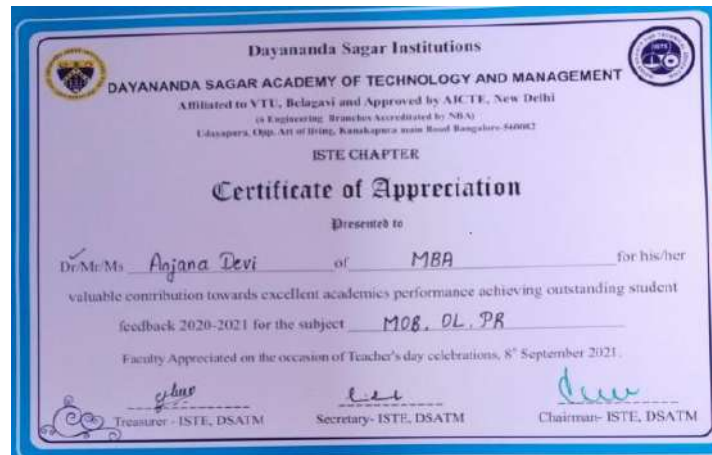 Dayananda Sagar Institutions
DAYANANDA SAGAR ACADEMY OF TECHNOLOGY AND MANAGEMENT
Affiliated to VTU, Belagavi and Approved by AICTE, New Delhi
Engineering Branches Accredited by NBA)
Udayapura, Opp. Art of living, Kanakapura main Road Bangalore-560082
ISTE CHAPTER
Certificate of Appreciation
Presented to
Dr/Mr/Ms Anjana Devi of MBA for his/her
valuable contribution towards excellent academics performance achieving outstanding student
feedback 2020-2021 for the subject MOB, OL, PR
Faculty Appreciated on the occasion of Teacher's day celebrations, 8th September 2021.
Treasurer - ISTE, DSATM Secretary- ISTE, DSATM Chairman- ISTE, DSATM